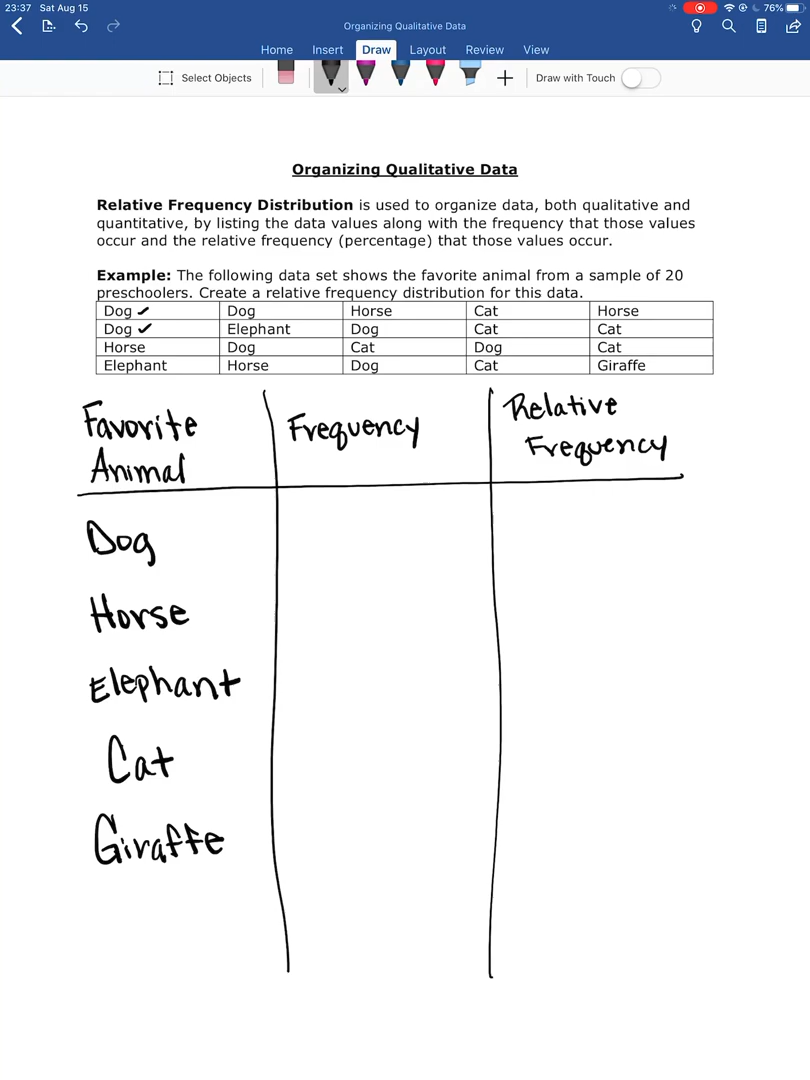 23:37 Sat Aug 15
76%
Organizing Qualitative Data
Home Insert Draw Layout Review View
Select Objects
Draw with Touch
Organizing Qualitative Data
Relative Frequency Distribution is used to organize data, both qualitative and
quantitative, by listing the data values along with the frequency that those values
occur and the relative frequency (percentage) that those values occur.
Example: The following data set shows the favorite animal from a sample of 20
preschoolers. Create a relative frequency distribution for this data.
Dog Dog Horse Cat Horse
Dog Elephant Dog Cat Cat
Horse Dog Cat Dog Cat
Elephant Horse Dog Cat Giraffe
Favorite
Animal
Frequency
Relative
Frequency
Dog
Horse
Elephant
Cat
Giraffe